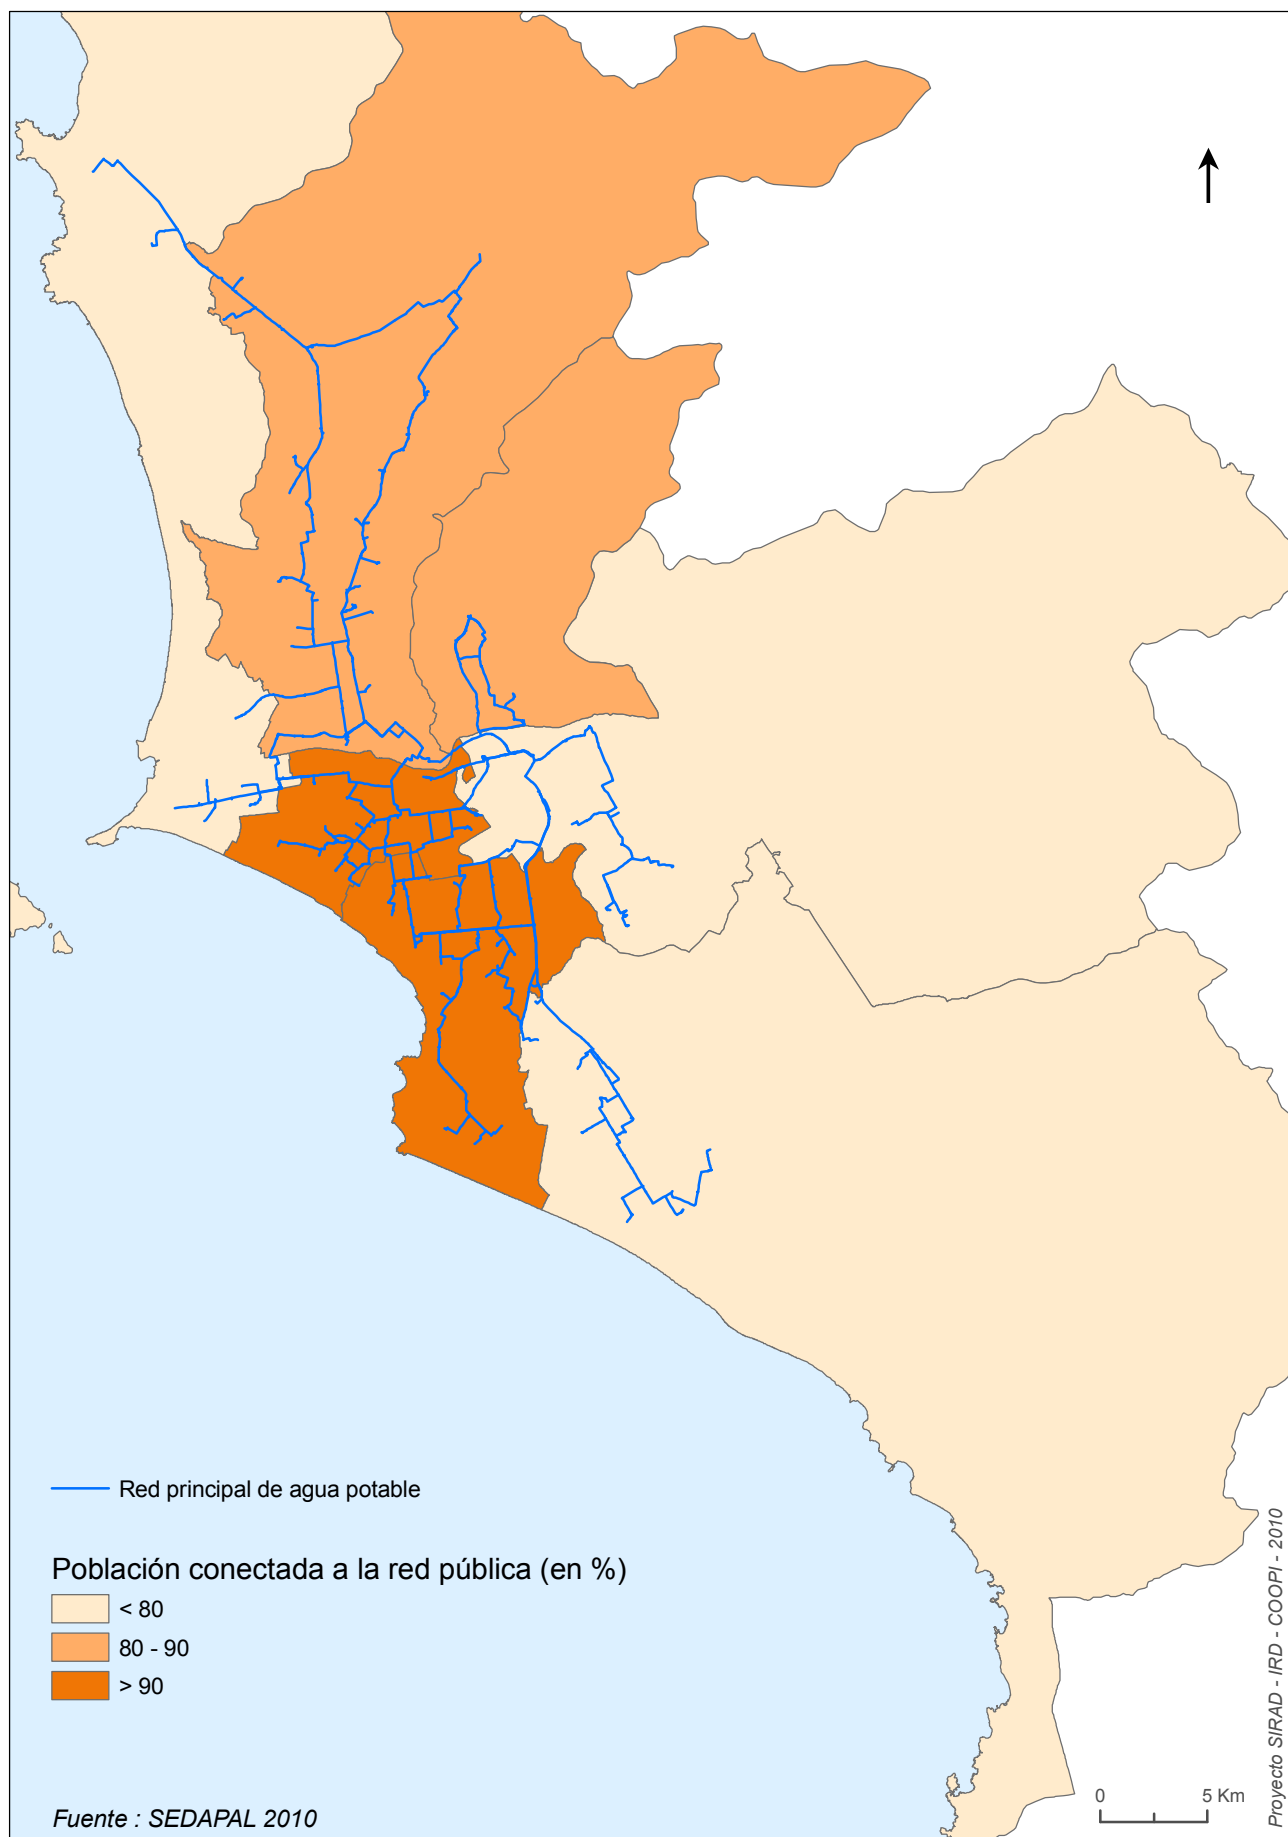 Red principal de agua potable
Población conectada a la red pública (en %)
< 80
80 - 90
> 90
Fuente : SEDAPAL 2010
0 5 Km
Proyecto SIRAD - IRD - COOPI - 2010